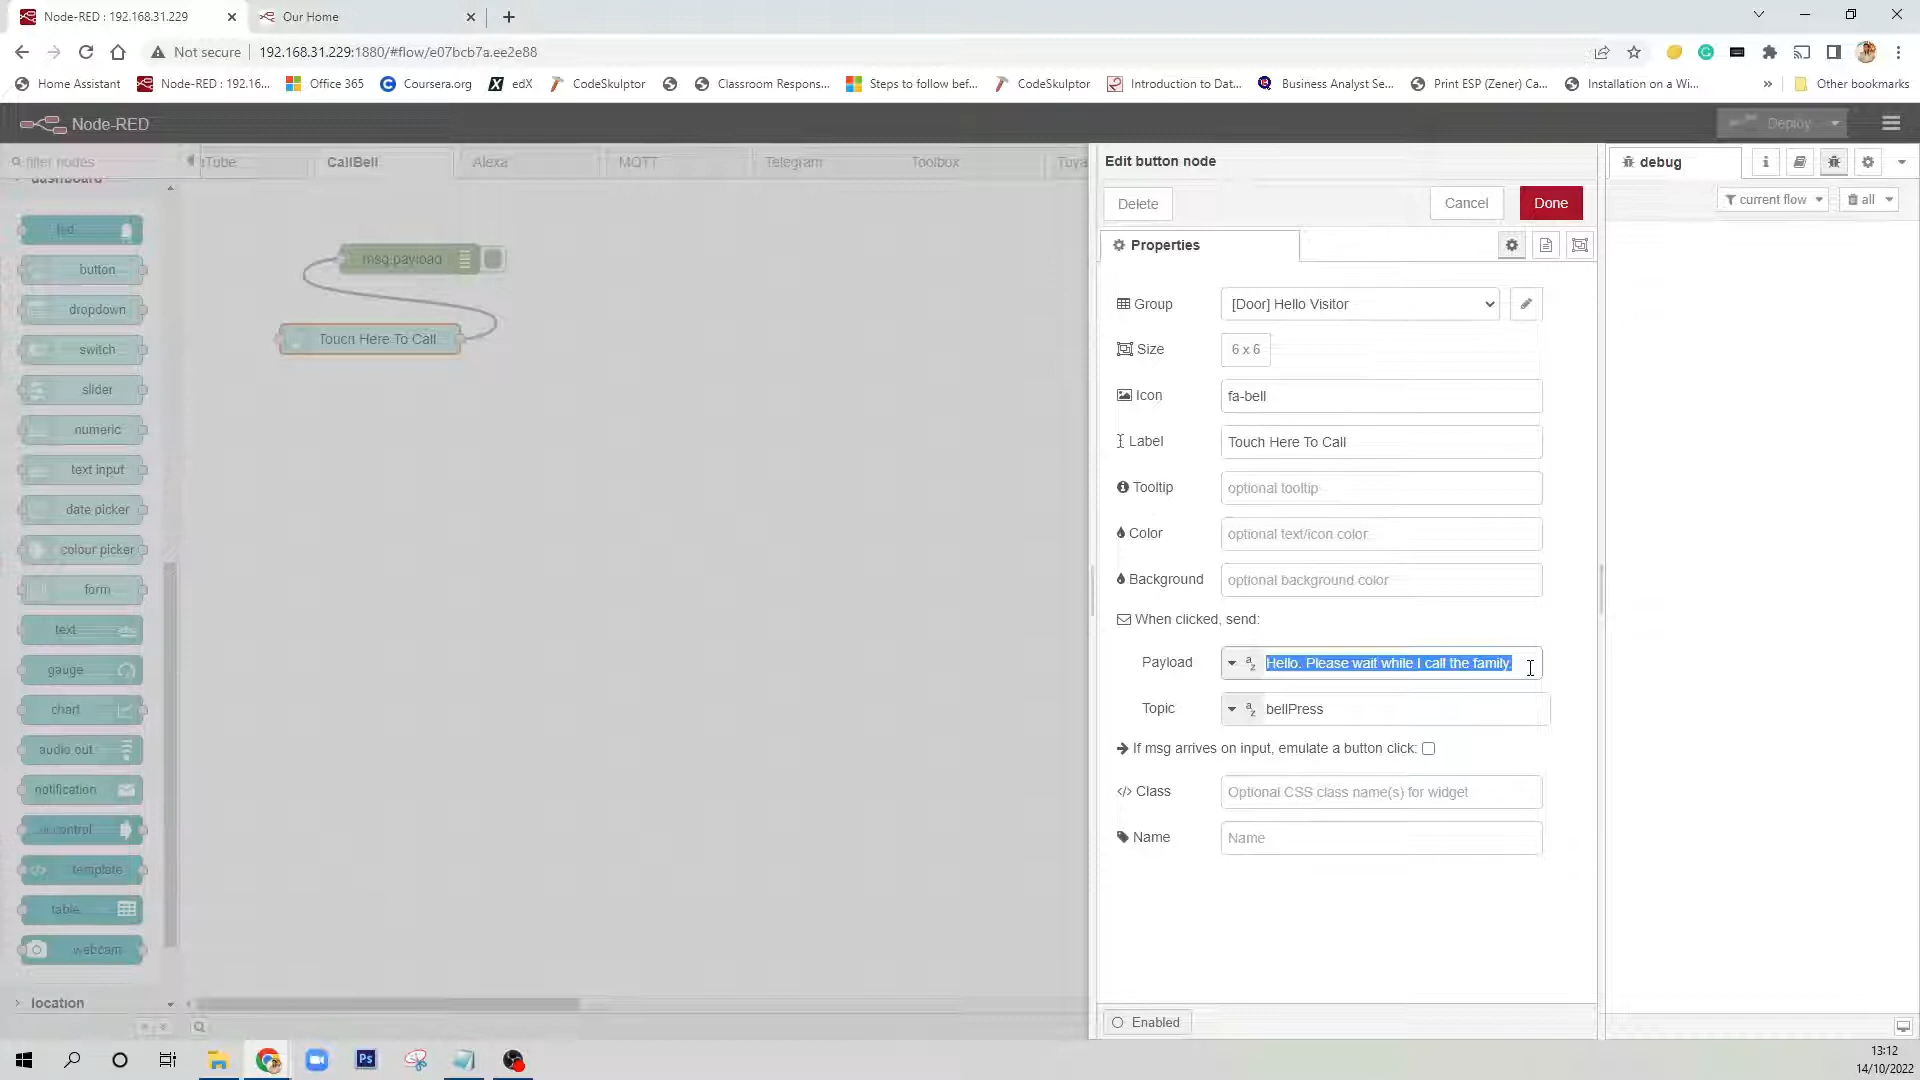 Node-RED : 192.168.31.229
Our Home
Not secure
192.168.31.229:1880/#flow/e07bcb7a.ee2e88
Home Assistant
Node-RED : 192.16...
Office 365
Coursera.org
edX
CodeSkulptor
Classroom Respons...
Steps to follow bef...
CodeSkulptor
Introduction to Dat...
Business Analyst Se...
Print ESP (Zener) Ca...
Installation on a Wi...
»
Other bookmarks
Node-RED
Deploy
filter nodes
CallBell
Alexa
MQTT
Telegram
Toolbox
Tuya
dashboard
led
button
dropdown
switch
slider
numeric
text input
date picker
colour picker
form
text
gauge
chart
audio out
notification
ui control
template
table
webcam
location
msg.payload
Touch Here To Call
Edit button node
Delete
Cancel
Done
Properties
Group
[Door] Hello Visitor
Size
6 x 6
Icon
fa-bell
Label
Touch Here To Call
Tooltip
optional tooltip
Color
optional text/icon color
Background
optional background color
When clicked, send:
Payload
Hello. Please wait while I call the family.
Topic
bellPress
If msg arrives on input, emulate a button click:
Class
Optional CSS class name(s) for widget
Name
Name
Enabled
debug
current flow
all
Ps
13:12
14/10/2022